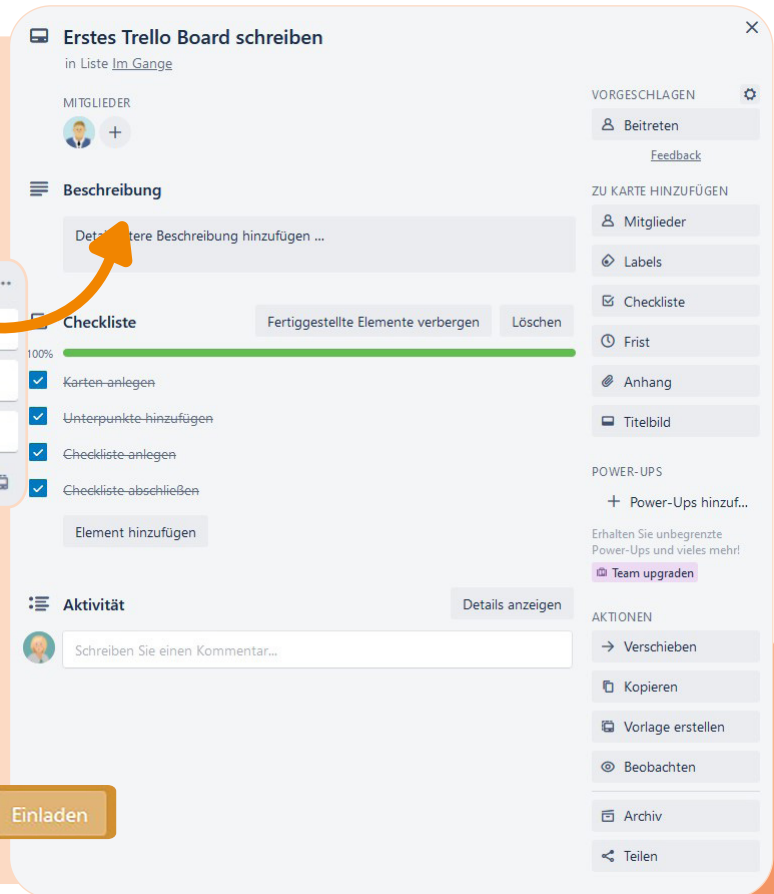 Erstes Trello Board schreiben
in Liste Im Gange
MITGLIEDER
Beschreibung
Beschreibung hinzufügen ...
Checkliste
Fertiggestellte Elemente verbergen
Löschen
100%
Karten anlegen
Unterpunkte hinzufügen
Checkliste anlegen
Checkliste abschließen
Element hinzufügen
Aktivität
Details anzeigen
Schreiben Sie einen Kommentar...
Einladen
VORGESCHLAGEN
Beitreten
Feedback
ZU KARTE HINZUFÜGEN
Mitglieder
Labels
Checkliste
Frist
Anhang
Titelbild
POWER-UPS
Power-Ups hinzuf...
Erhalten Sie unbegrenzte
Power-Ups und vieles mehr!
Team upgraden
AKTIONEN
Verschieben
Kopieren
Vorlage erstellen
Beobachten
Archiv
Teilen